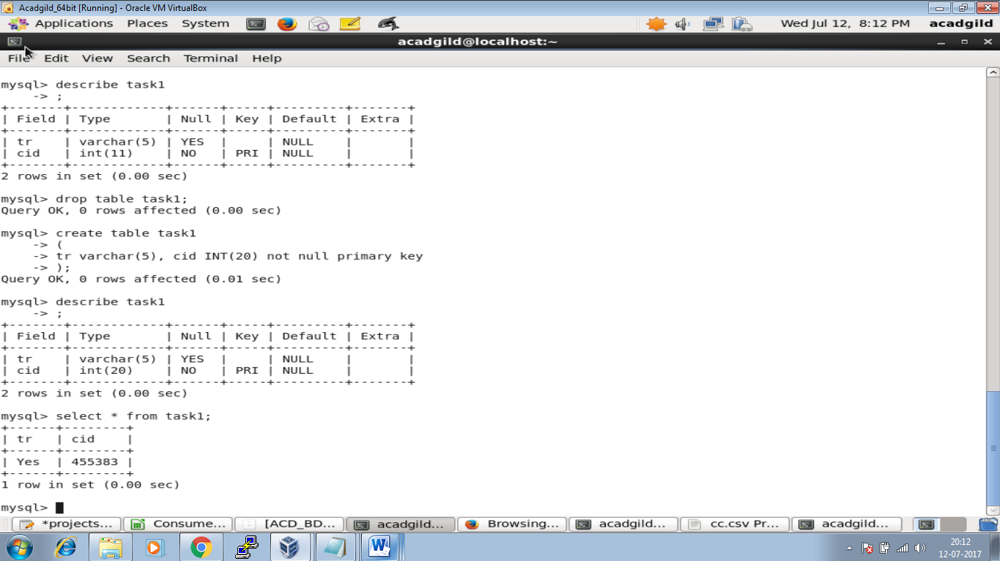 Acadgild_64bit [Running] - Oracle VM VirtualBox
Applications Places System Wed Jul 12, 8:12 PM acadgild
acadgild@localhost:~
File Edit View Search Terminal Help
mysql> describe task1
    -> ;
+-------+------------+------+-----+---------+-------+
| Field | Type       | Null | Key | Default | Extra |
+-------+------------+------+-----+---------+-------+
| tr    | varchar(5) | YES  |     | NULL    |       |
| cid   | int(11)    | NO   | PRI | NULL    |       |
+-------+------------+------+-----+---------+-------+
2 rows in set (0.00 sec)
mysql> drop table task1;
Query OK, 0 rows affected (0.00 sec)
mysql> create table task1
    -> (
    -> tr varchar(5), cid INT(20) not null primary key
    -> );
Query OK, 0 rows affected (0.01 sec)
mysql> describe task1
    -> ;
+-------+------------+------+-----+---------+-------+
| Field | Type       | Null | Key | Default | Extra |
+-------+------------+------+-----+---------+-------+
| tr    | varchar(5) | YES  |     | NULL    |       |
| cid   | int(20)    | NO   | PRI | NULL    |       |
+-------+------------+------+-----+---------+-------+
2 rows in set (0.00 sec)
mysql> select * from task1;
+------+--------+
| tr   | cid    |
+------+--------+
| Yes  | 455383 |
+------+--------+
1 row in set (0.00 sec)
mysql>
*projects... Consume... [ACD_BD... acadgild... Browsing... acadgild... cc.csv Pr... acadgild...
20:12
12-07-2017